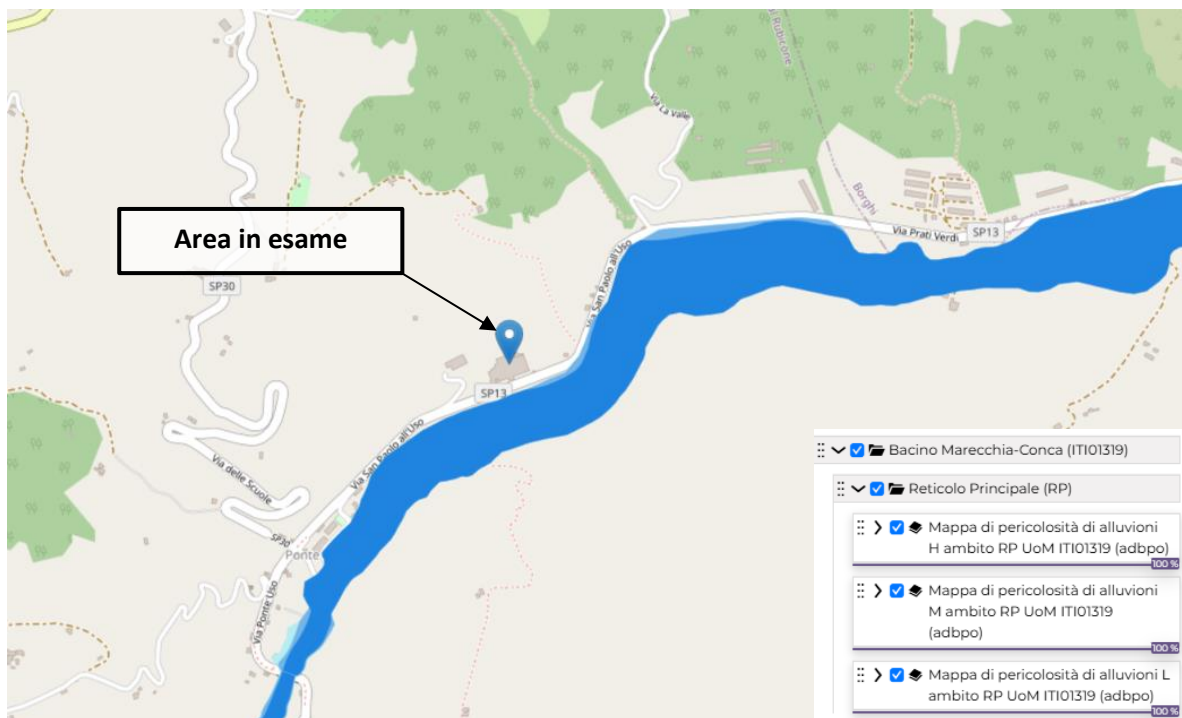 al Rubicone
Via La Valle
Area in esame
Borghi
Via Prati Verdi
SP13
Via San Paolo all'Uso
SP30
SP13
Via San Paolo all'Uso
Via delle Scuole
SP30
Ponte
Via Ponte Uso
Bacino Marecchia-Conca (ITI01319)
Reticolo Principale (RP)
Mappa di pericolosità di alluvioni
H ambito RP UoM ITI01319 (adbpo)
100 %
Mappa di pericolosità di alluvioni
M ambito RP UoM ITI01319
(adbpo)
100 %
Mappa di pericolosità di alluvioni L
ambito RP UoM ITI01319 (adbpo)
100 %